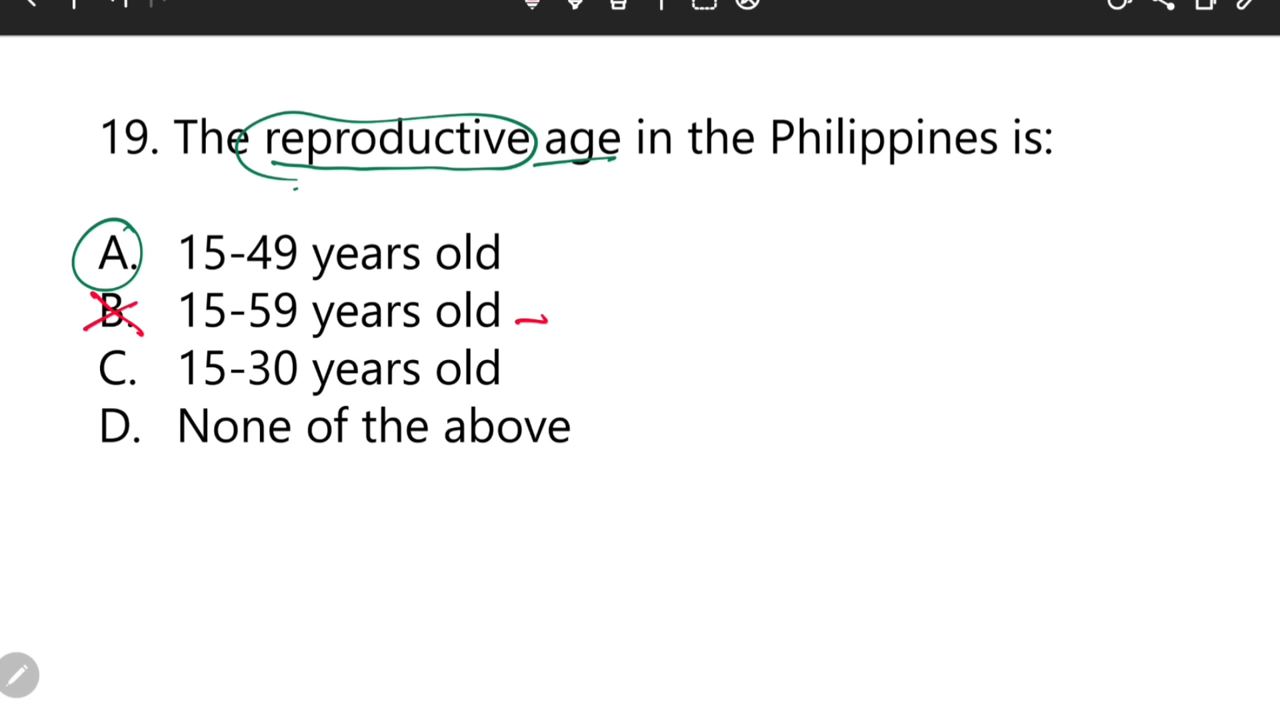 19. The reproductive age in the Philippines is:
A. 15-49 years old
B. 15-59 years old
C. 15-30 years old
D. None of the above